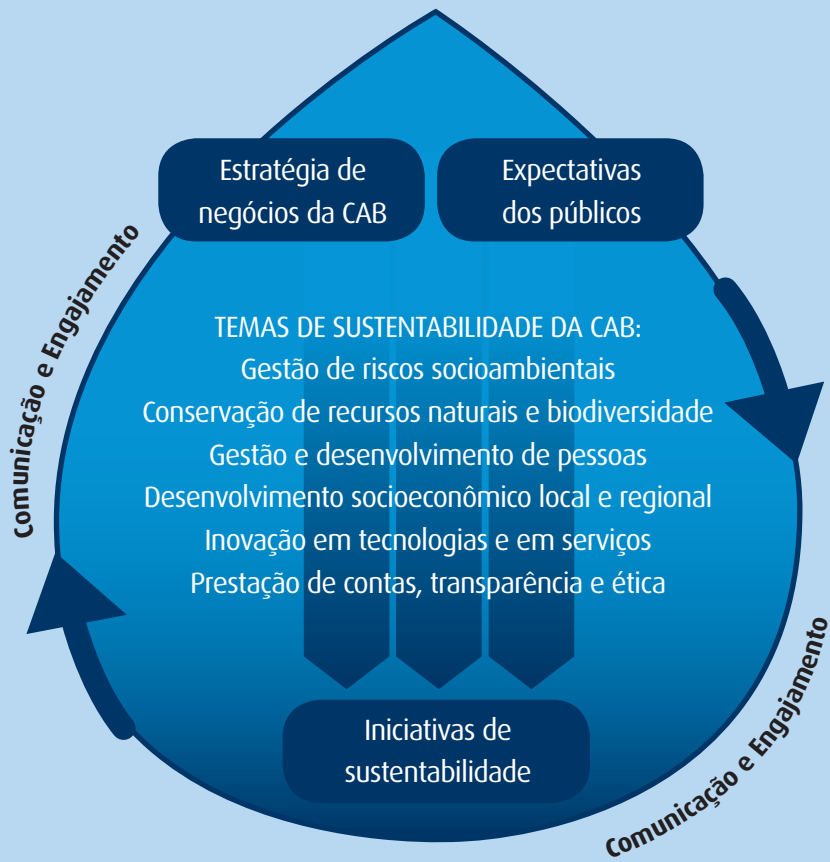 Estratégia de
negócios da CAB
Expectativas
dos públicos
Comunicação e Engajamento
TEMAS DE SUSTENTABILIDADE DA CAB:
Gestão de riscos socioambientais
Conservação de recursos naturais e biodiversidade
Gestão e desenvolvimento de pessoas
Desenvolvimento socioeconômico local e regional
Inovação em tecnologias e em serviços
Prestação de contas, transparência e ética
Iniciativas de
sustentabilidade
Comunicação e Engajamento